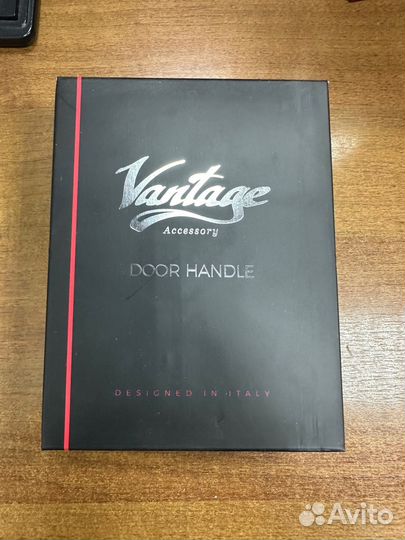 Vantage
Accessory
DOOR HANDLE
DESIGNED IN ITALY
Avito